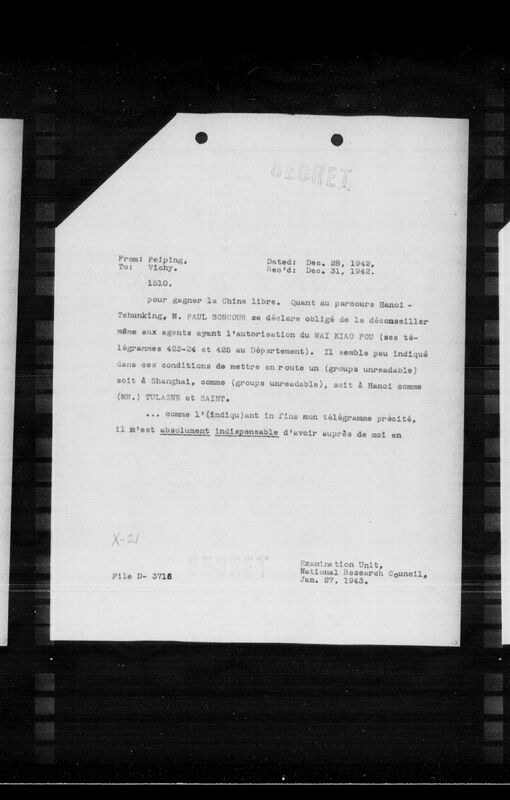 SECRET.
From: Peiping, Dated: Dec. 28, 1942,
To: Vichy. Rec'd: Dec. 31, 1942.
1510.
pour gagner la Chine libre. Quant au parcours Hanoi -
Tchunking, M. PAUL BONCOUR se déclare obligé de la déconseiller
même aux agents ayant l'autorisation du WAI KIAO POU (ses té-
légrammes 423-24 et 425 au Département). Il semble peu indiqué
dans ces conditions de mettre en route un (groups unreadable)
soit à Shanghai, comme (groups unreadable), soit à Hanoi comme
(MM.) TULASNE et SAINT.
... comme l'(indiqu)ant in fine mon télégramme précité,
il m'est absolument indispensable d'avoir auprès de moi en
X-21
SECRET
Examination Unit,
National Research Council,
File D- 3716 Jan. 27, 1943.